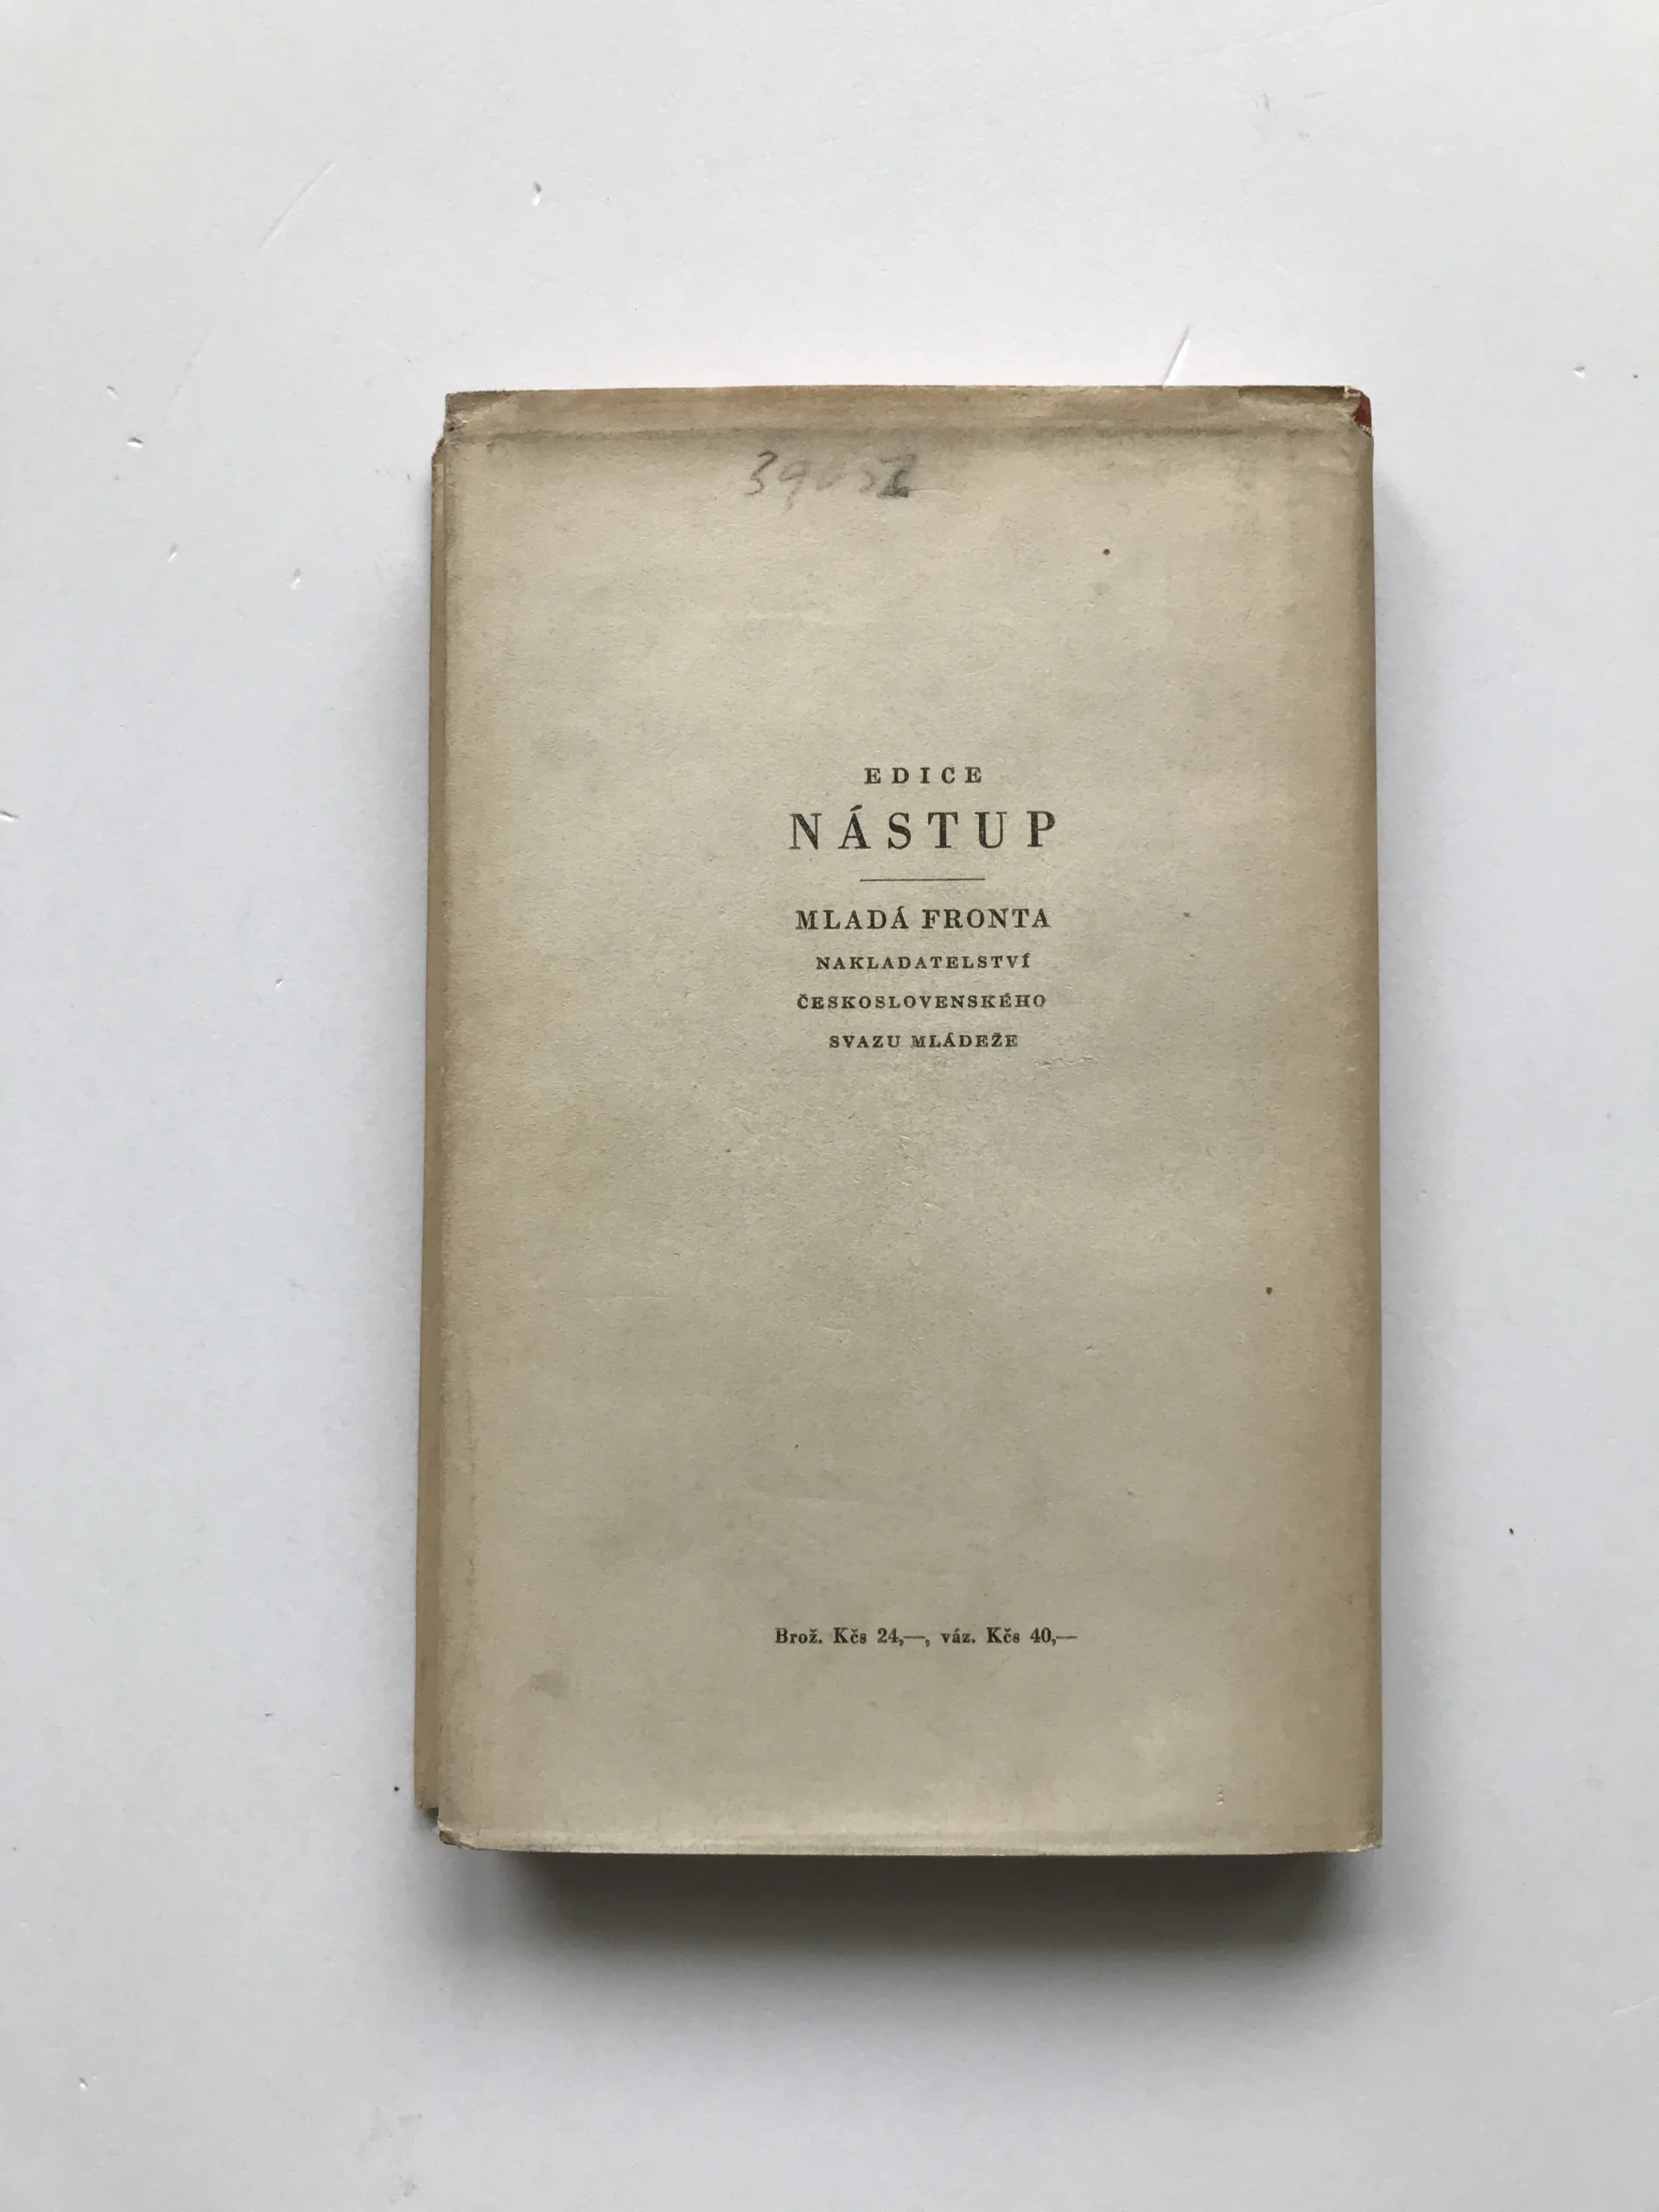 EDICE
NÁSTUP
MLADÁ FRONTA
NAKLADATELSTVÍ
ČESKOSLOVENSKÉHO
SVAZU MLÁDEŽE
Brož. Kčs 24,—, váz. Kčs 40,—